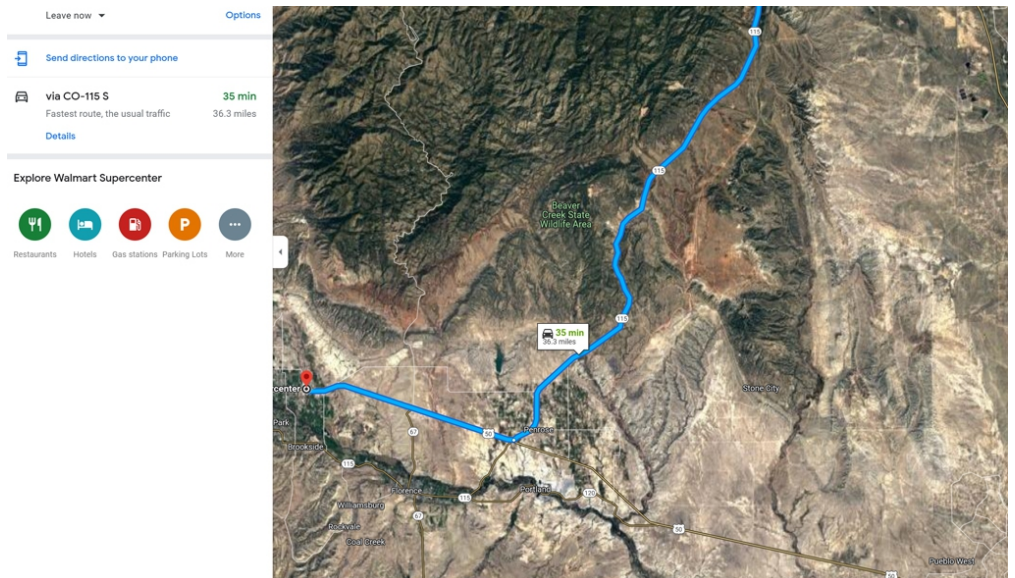 Leave now
Options
Send directions to your phone
via CO-115 S
35 min
Fastest route, the usual traffic
36.3 miles
Details
Explore Walmart Supercenter
Restaurants
Hotels
Gas stations
Parking Lots
More
115
115
Beaver
Creek State
Wildlife Area
115
35 min
36.3 miles
center
Stone City
Park
67
50
Penrose
Brookside
115
Florence
115
Portland
120
Williamsburg
67
Rockvale
50
Coal Creek
Pueblo West
50